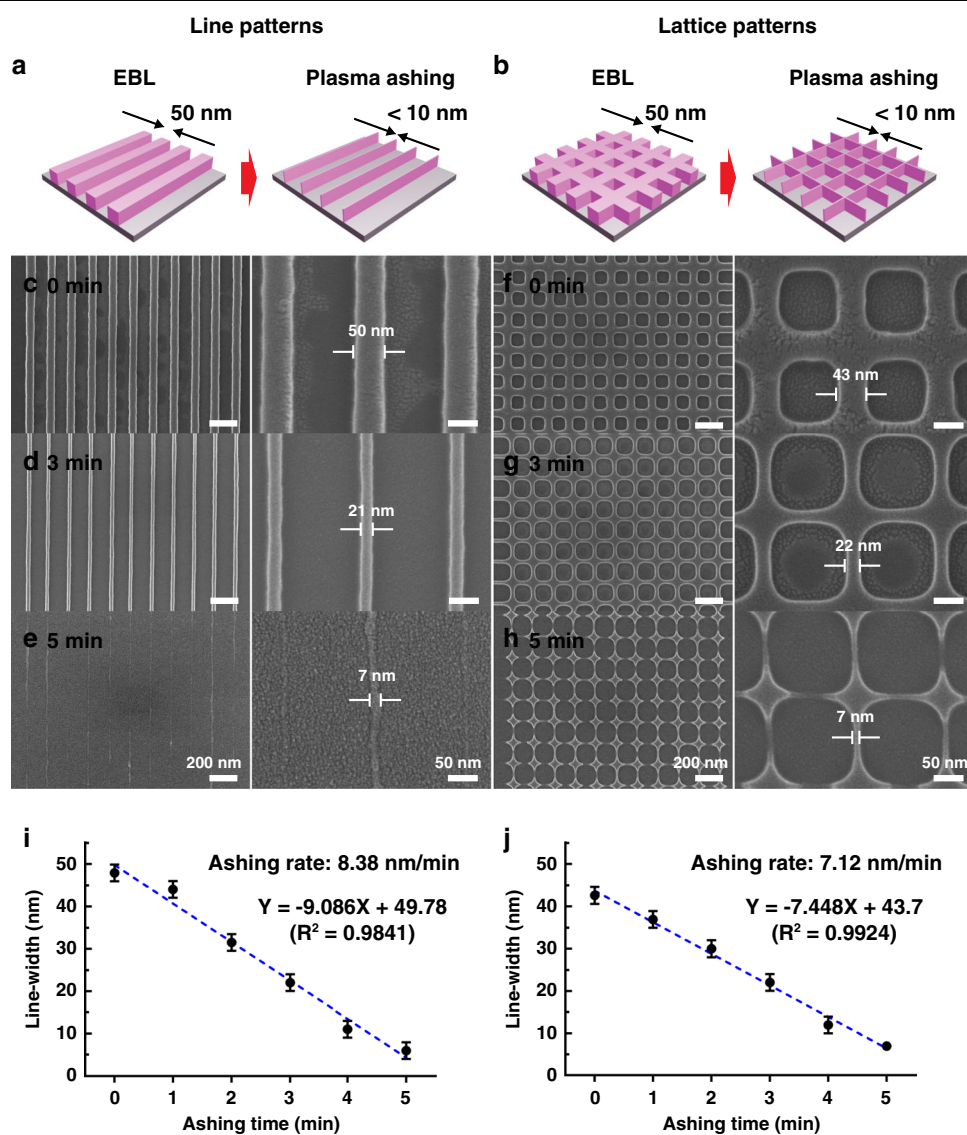 Line patterns
Lattice patterns
a
EBL
Plasma ashing
50 nm
< 10 nm
b
EBL
Plasma ashing
50 nm
< 10 nm
c 0 min
50 nm
f 0 min
43 nm
d 3 min
21 nm
g 3 min
22 nm
e 5 min
200 nm
7 nm
50 nm
h 5 min
200 nm
7 nm
50 nm
i
Ashing rate: 8.38 nm/min
Y = -9.086X + 49.78
(R² = 0.9841)
Line-width (nm)
50
40
30
20
10
0
0 1 2 3 4 5
Ashing time (min)
j
Ashing rate: 7.12 nm/min
Y = -7.448X + 43.7
(R² = 0.9924)
Line-width (nm)
50
40
30
20
10
0
0 1 2 3 4 5
Ashing time (min)